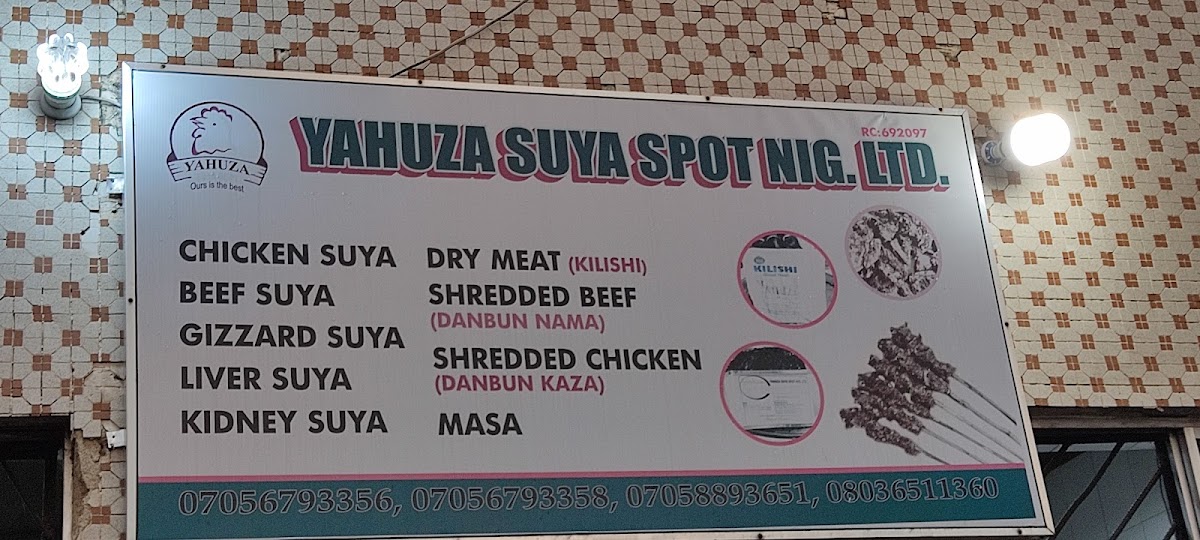 RC:692097
YAHUZA SUYA SPOT NIG. LTD.
YAHUZA
Ours is the best
CHICKEN SUYA
BEEF SUYA
GIZZARD SUYA
LIVER SUYA
KIDNEY SUYA
DRY MEAT (KILISHI)
SHREDDED BEEF
(DANBUN NAMA)
SHREDDED CHICKEN
(DANBUN KAZA)
MASA
KILISHI
07056793356, 07056793358, 07058893651, 08036511360